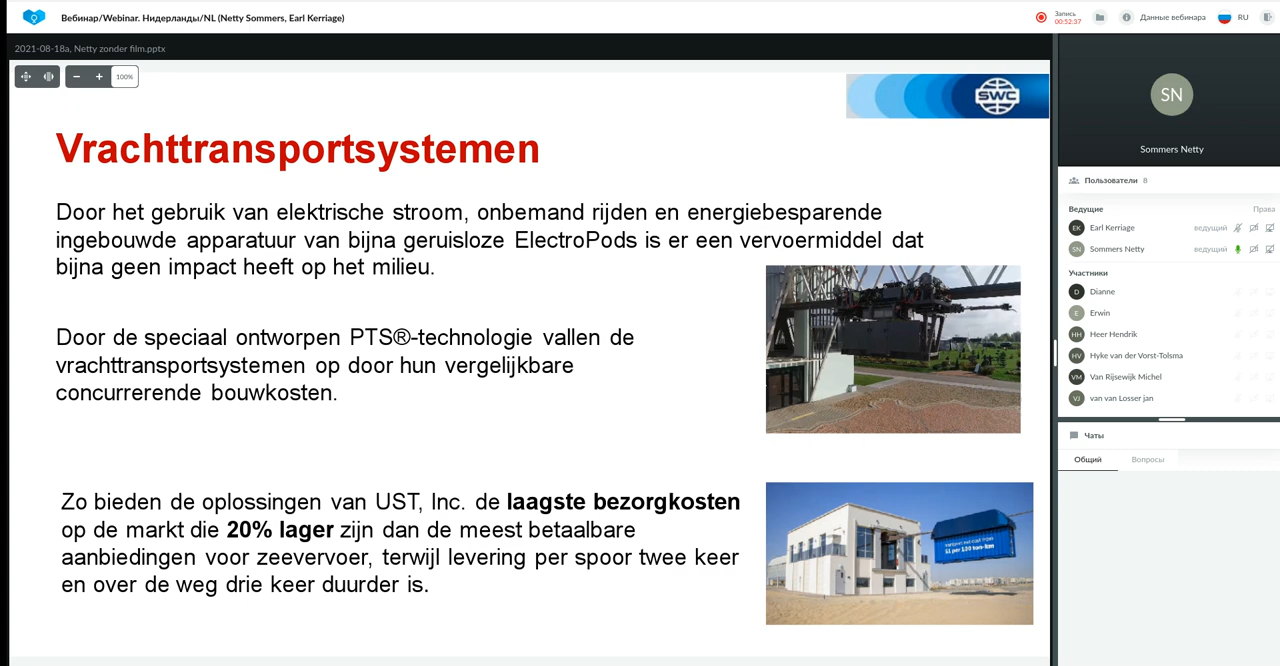 Вебинар/Webinar. Нидерланды/NL (Netty Sommers, Earl Kerriage)
Запись
00:52:37
Данные вебинара
RU
2021-08-18a, Netty zonder film.pptx
100%
SWC
Vrachttransportsystemen
Door het gebruik van elektrische stroom, onbemand rijden en energiebesparende
ingebouwde apparatuur van bijna geruisloze ElectroPods is er een vervoermiddel dat
bijna geen impact heeft op het milieu.
Door de speciaal ontworpen PTS®-technologie vallen de
vrachttransportsystemen op door hun vergelijkbare
concurrerende bouwkosten.
Zo bieden de oplossingen van UST, Inc. de laagste bezorgkosten
op de markt die 20% lager zijn dan de meest betaalbare
aanbiedingen voor zeevervoer, terwijl levering per spoor twee keer
en over de weg drie keer duurder is.
$1 per 100 ton-km
SN
Sommers Netty
Пользователи 8
Ведущие Права
EK Earl Kerriage ведущий
SN Sommers Netty ведущий
Участники
D Dianne
E Erwin
HH Heer Hendrik
HV Hyke van der Vorst-Tolsma
VM Van Rijsewijk Michel
VJ van van Losser jan
Чаты
Общий Вопросы